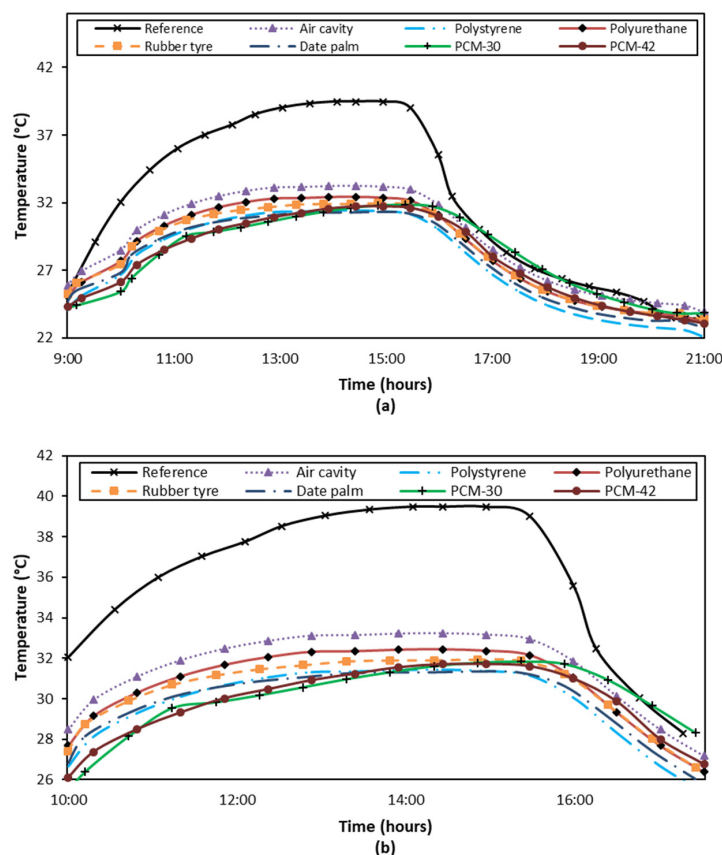 Reference Air cavity Polystyrene Polyurethane
Rubber tyre Date palm PCM-30 PCM-42
42
37
32
27
22
Temperature (°C)
9:00 11:00 13:00 15:00 17:00 19:00 21:00
Time (hours)
(a)
42
40
38
36
34
32
30
28
26
Temperature (°C)
Reference Air cavity Polystyrene Polyurethane
Rubber tyre Date palm PCM-30 PCM-42
10:00 12:00 14:00 16:00
Time (hours)
(b)